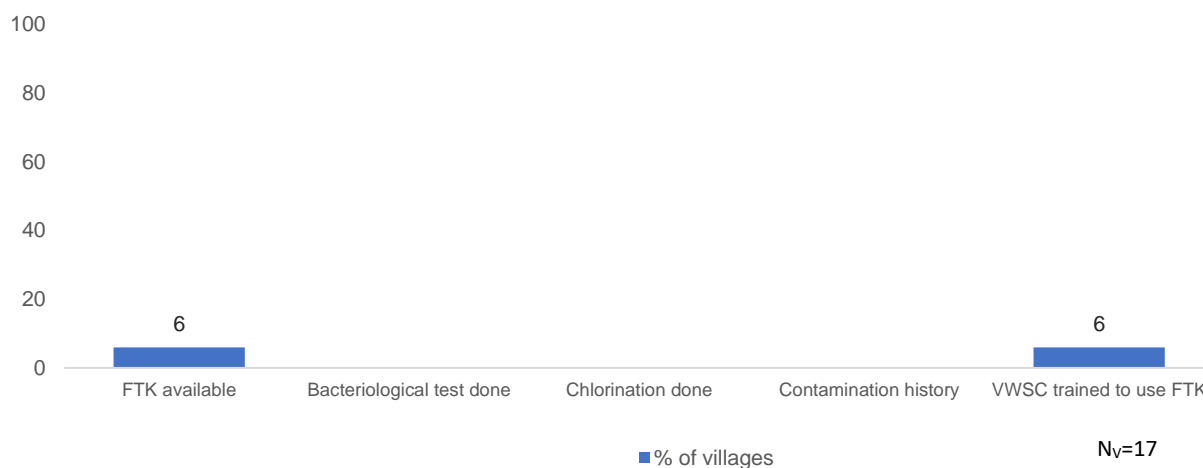 100
80
60
40
20
0
6
6
FTK available
Bacteriological test done
Chlorination done
Contamination history
VWSC trained to use FTK
% of villages
Nᵥ=17